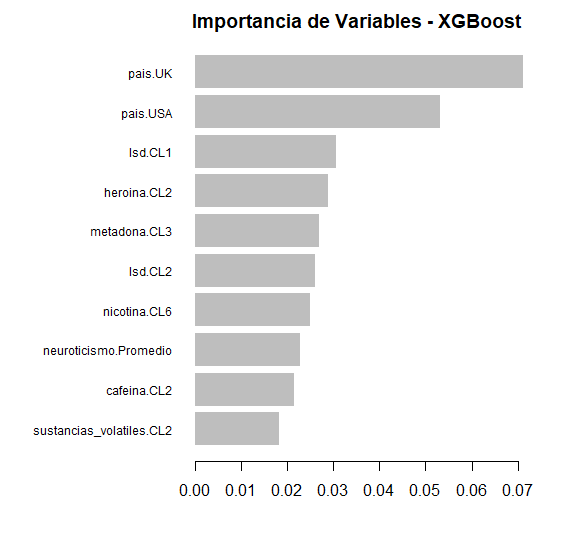 Importancia de Variables - XGBoost
pais.UK
pais.USA
lsd.CL1
heroina.CL2
metadona.CL3
lsd.CL2
nicotina.CL6
neuroticismo.Promedio
cafeina.CL2
sustancias_volatiles.CL2
0.00 0.01 0.02 0.03 0.04 0.05 0.06 0.07